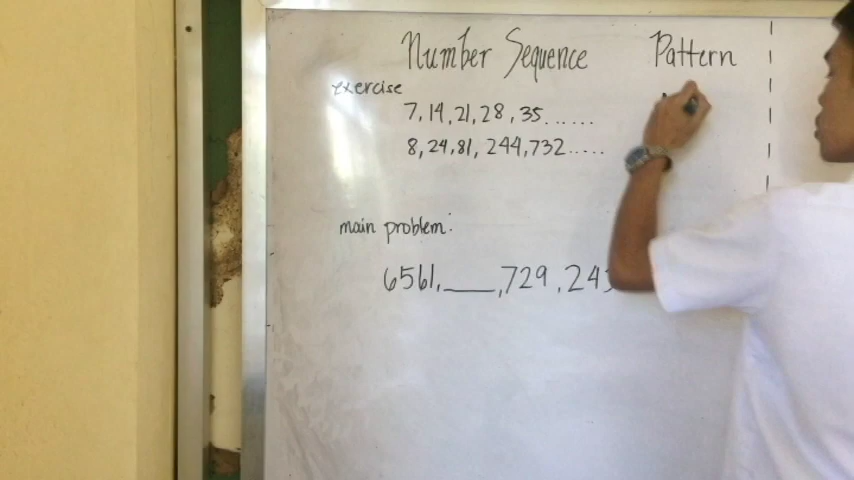 Number Sequence Pattern
exercise
7, 14, 21, 28, 35......
8, 24, 81, 244, 732.....
main problem:
6561, ____, 729, 243